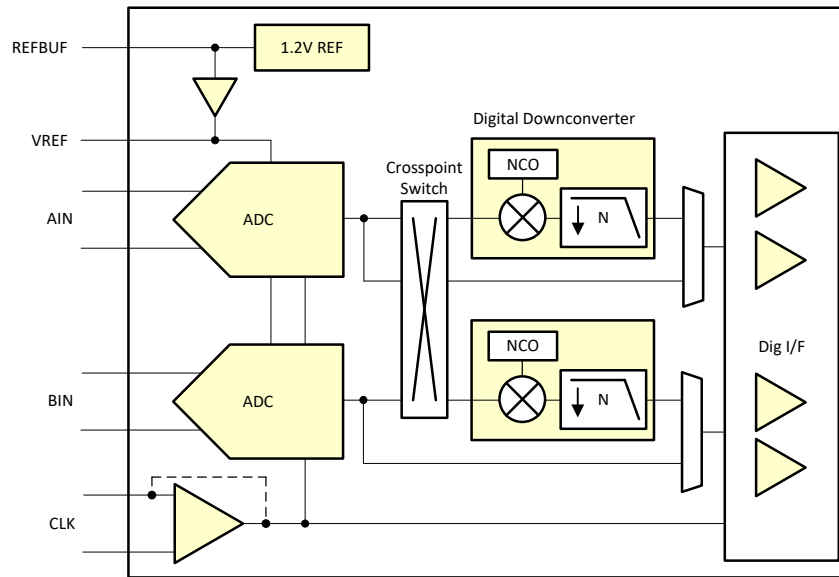 REFBUF
1.2V REF
VREF
Digital Downconverter
NCO
Crosspoint
Switch
AIN
ADC
N
NCO
Dig I/F
BIN
ADC
N
CLK